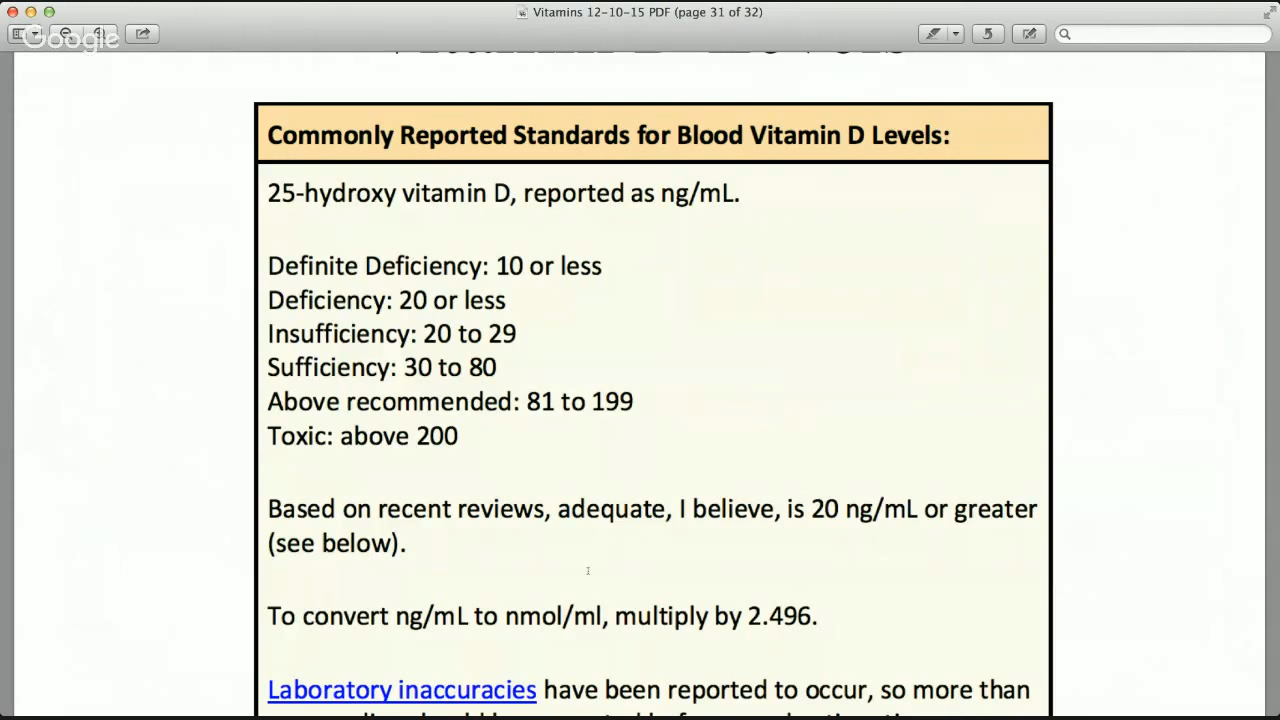 Vitamins 12-10-15 PDF (page 31 of 32)
Google
Commonly Reported Standards for Blood Vitamin D Levels:
25-hydroxy vitamin D, reported as ng/mL.
Definite Deficiency: 10 or less
Deficiency: 20 or less
Insufficiency: 20 to 29
Sufficiency: 30 to 80
Above recommended: 81 to 199
Toxic: above 200
Based on recent reviews, adequate, I believe, is 20 ng/mL or greater
(see below).
To convert ng/mL to nmol/ml, multiply by 2.496.
Laboratory inaccuracies have been reported to occur, so more than